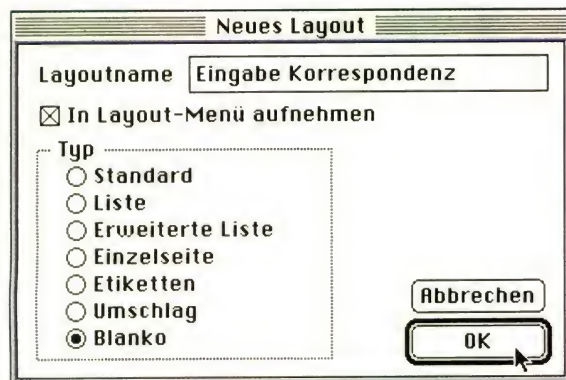 Neues Layout
Layoutname Eingabe Korrespondenz
In Layout-Menü aufnehmen
Typ
Standard
Liste
Erweiterte Liste
Einzelseite
Etiketten
Umschlag
Blanko
Abbrechen
OK